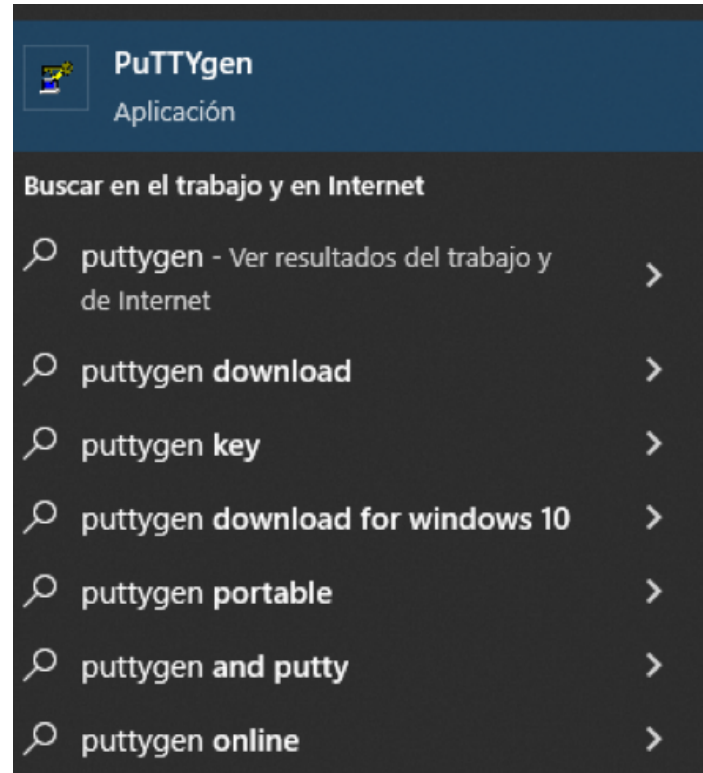 PuTTYgen
Aplicación
Buscar en el trabajo y en Internet
puttygen - Ver resultados del trabajo y
de Internet
puttygen download
puttygen key
puttygen download for windows 10
puttygen portable
puttygen and putty
puttygen online